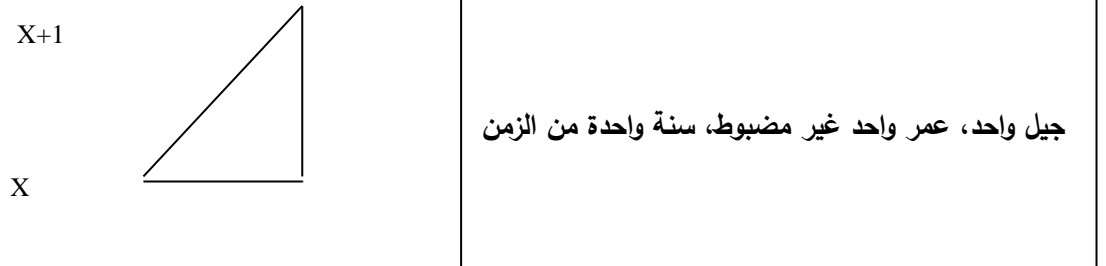 X+1
جيل واحد، عمر واحد غير مضبوط، سنة واحدة من الزمن
X